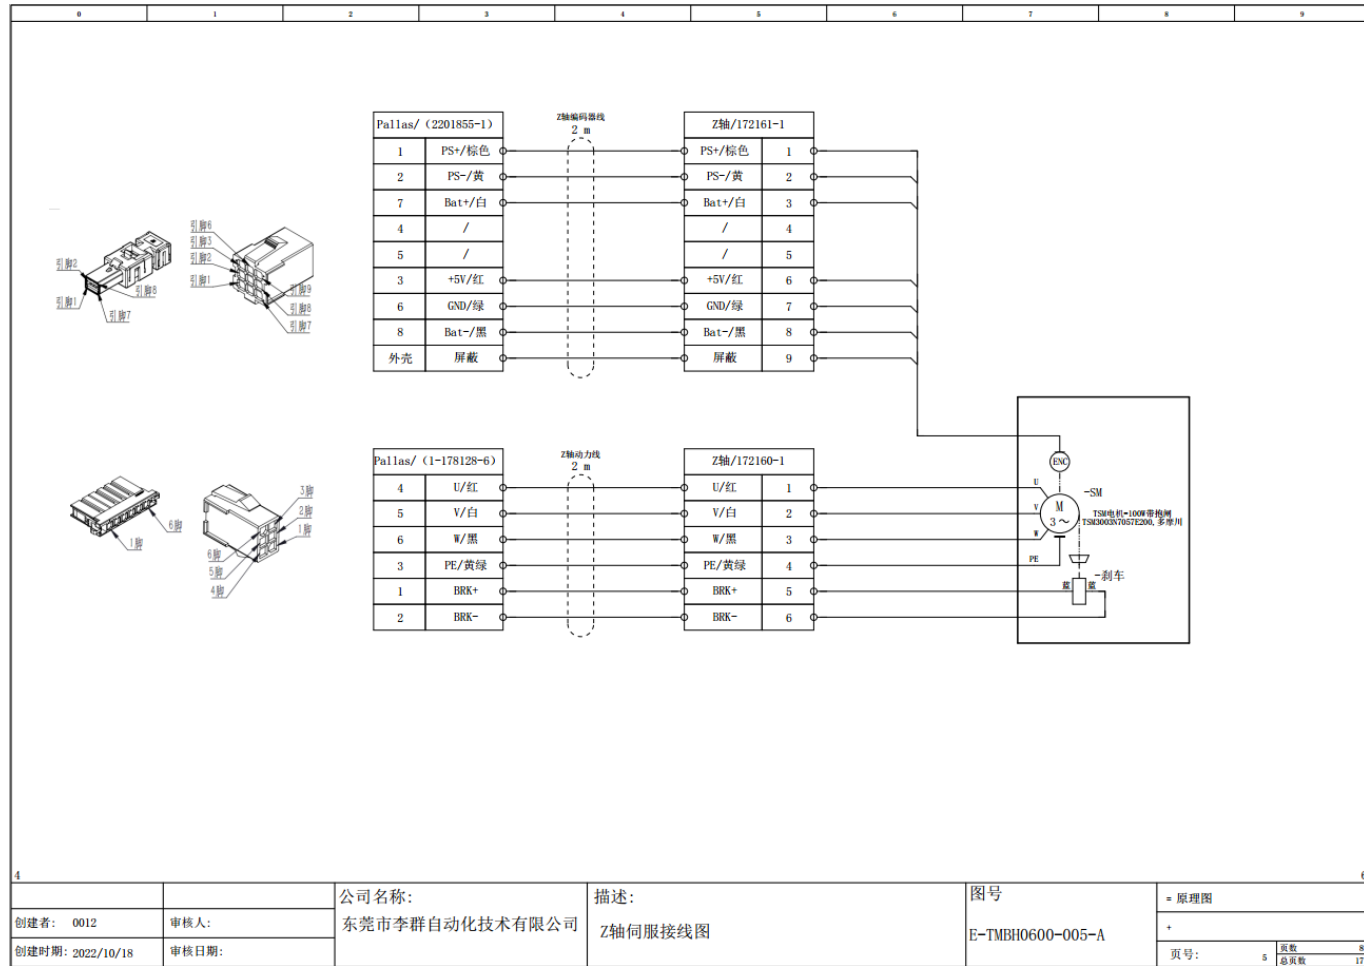 0 1 2 3 4 5 6 7 8 9
Pallas/（2201855-1）
1 PS+/棕色
2 PS-/黄
7 Bat+/白
4 /
5 /
3 +5V/红
6 GND/绿
8 Bat-/黑
外壳 屏蔽
Z轴编码器线
2 m
Z轴/172161-1
PS+/棕色 1
PS-/黄 2
Bat+/白 3
/ 4
/ 5
+5V/红 6
GND/绿 7
Bat-/黑 8
屏蔽 9
引脚2
引脚1
引脚8
引脚7
引脚6
引脚3
引脚2
引脚1
引脚9
引脚8
引脚7
Pallas/（1-178128-6）
4 U/红
5 V/白
6 W/黑
3 PE/黄绿
1 BRK+
2 BRK-
Z轴动力线
2 m
Z轴/172160-1
U/红 1
V/白 2
W/黑 3
PE/黄绿 4
BRK+ 5
BRK- 6
1脚
6脚
3脚
2脚
1脚
6脚
5脚
4脚
ENC
U
V
W
PE
M
3～
-SM
TSM电机-100W带抱闸
TSM3003N7057E200,多摩川
-刹车
蓝 蓝
4 6
创建者: 0012
审核人:
创建时期: 2022/10/18
审核日期:
公司名称:
东莞市李群自动化技术有限公司
描述:
Z轴伺服接线图
图号
E-TMBH0600-005-A
= 原理图
+
页号: 5
页数 8
总页数 17